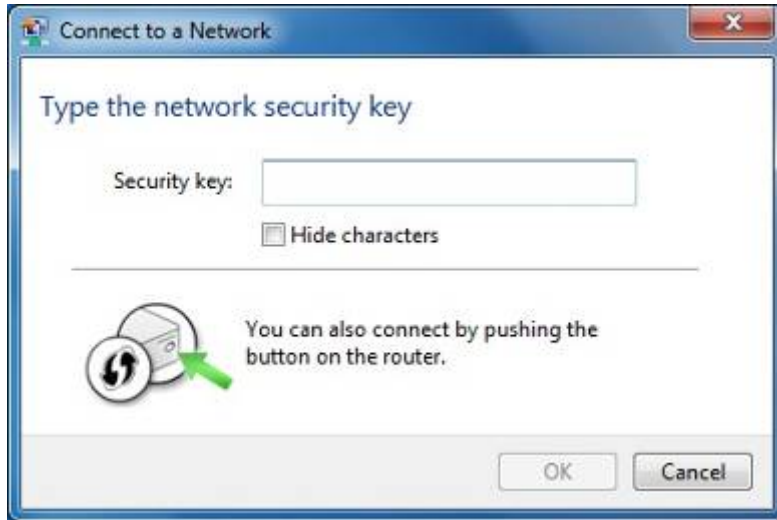 Connect to a Network
Type the network security key
Security key:
Hide characters
You can also connect by pushing the
button on the router.
OK
Cancel